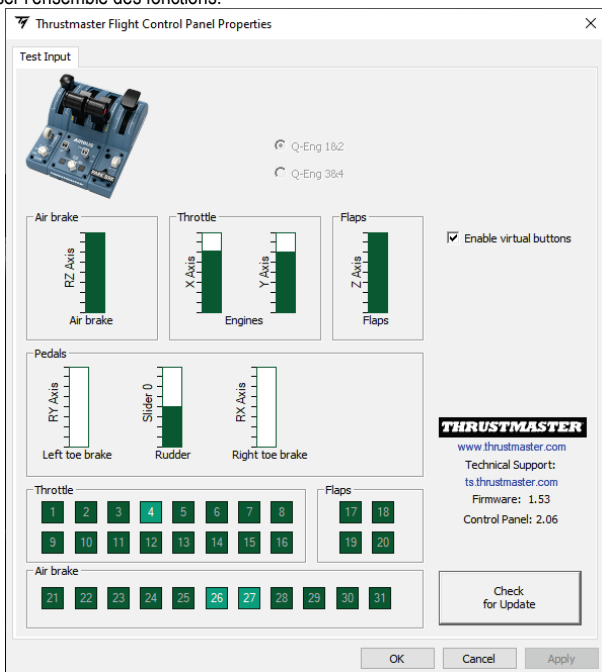 l'ensemble des fonctions.
Thrustmaster Flight Control Panel Properties
Test Input
AIRBUS
Q-Eng 1&2
Q-Eng 3&4
Air brake
RZ Axis
Air brake
Throttle
X Axis
Y Axis
Engines
Flaps
Z Axis
Flaps
Enable virtual buttons
Pedals
RY Axis
Left toe brake
Slider 0
Rudder
RX Axis
Right toe brake
THRUSTMASTER
www.thrustmaster.com
Technical Support:
ts.thrustmaster.com
Firmware: 1.53
Control Panel: 2.06
Throttle
1 2 3 4 5 6 7 8
9 10 11 12 13 14 15 16
Flaps
17 18
19 20
Air brake
21 22 23 24 25 26 27 28 29 30 31
Check
for Update
OK
Cancel
Apply